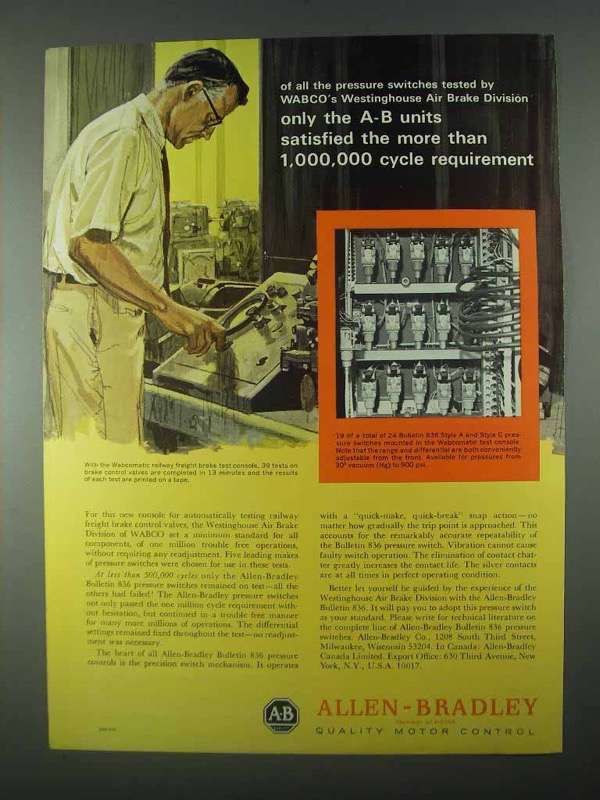 of all the pressure switches tested by
WABCO's Westinghouse Air Brake Division
only the A-B units
satisfied the more than
1,000,000 cycle requirement
19 of a total of 24 Bulletin 836 Style A and Style C pres-
sure switches mounted in the Wabcomatic test console.
Note that the range and differential are both conveniently
adjustable from the front. Available for pressures from
30" vacuum (Hg) to 900 psi.
With the Wabcomatic railway freight brake test console, 39 tests on
brake control valves are completed in 13 minutes and the results
of each test are printed on a tape.
For this new console for automatically testing railway
freight brake control valves, the Westinghouse Air Brake
Division of WABCO set a minimum standard for all
components, of one million trouble free operations,
without requiring any readjustment. Five leading makes
of pressure switches were chosen for use in these tests.
At less than 500,000 cycles only the Allen-Bradley
Bulletin 836 pressure switches remained on test—all the
others had failed! The Allen-Bradley pressure switches
not only passed the one million cycle requirement with-
out hesitation, but continued in a trouble free manner
for many more millions of operations. The differential
settings remained fixed throughout the test—no readjust-
ment was necessary.
The heart of all Allen-Bradley Bulletin 836 pressure
controls is the precision switch mechanism. It operates
with a "quick-make, quick-break" snap action—no
matter how gradually the trip point is approached. This
accounts for the remarkably accurate repeatability of
the Bulletin 836 pressure switch. Vibration cannot cause
faulty switch operation. The elimination of contact chat-
ter greatly increases the contact life. The silver contacts
are at all times in perfect operating condition.
Better let yourself be guided by the experience of the
Westinghouse Air Brake Division with the Allen-Bradley
Bulletin 836. It will pay you to adopt this pressure switch
as your standard. Please write for technical literature on
the complete line of Allen-Bradley Bulletin 836 pressure
switches. Allen-Bradley Co., 1208 South Third Street,
Milwaukee, Wisconsin 53204. In Canada: Allen-Bradley
Canada Limited. Export Office: 630 Third Avenue, New
York, N.Y., U.S.A. 10017.
A-B
ALLEN-BRADLEY
QUALITY MOTOR CONTROL